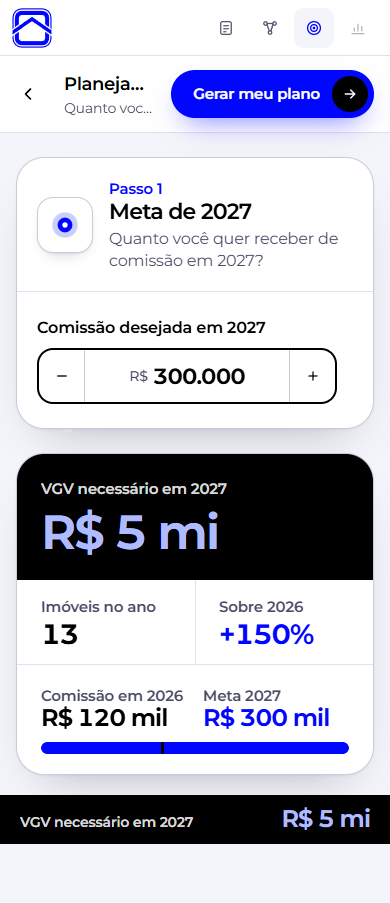 Planeja...
Quanto voc...
Gerar meu plano
Passo 1
Meta de 2027
Quanto você quer receber de
comissão em 2027?
Comissão desejada em 2027
− R$ 300.000 +
VGV necessário em 2027
R$ 5 mi
Imóveis no ano
13
Sobre 2026
+150%
Comissão em 2026
R$ 120 mil
Meta 2027
R$ 300 mil
VGV necessário em 2027
R$ 5 mi